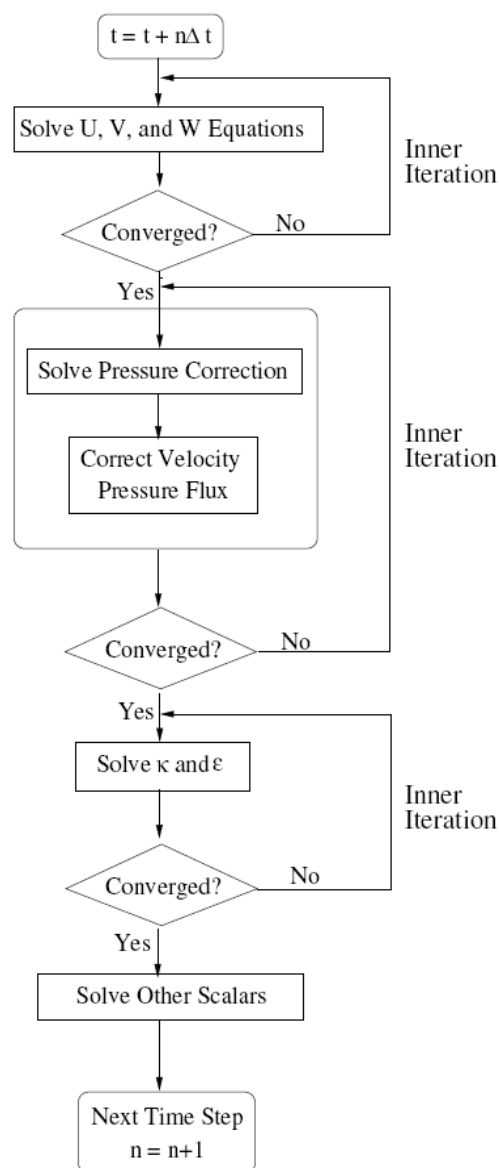 t = t + nΔ t
Solve U, V, and W Equations
Inner
Iteration
Converged?
No
Yes
Solve Pressure Correction
Correct Velocity
Pressure Flux
Inner
Iteration
Converged?
No
Yes
Solve κ and ε
Inner
Iteration
Converged?
No
Yes
Solve Other Scalars
Next Time Step
n = n+1